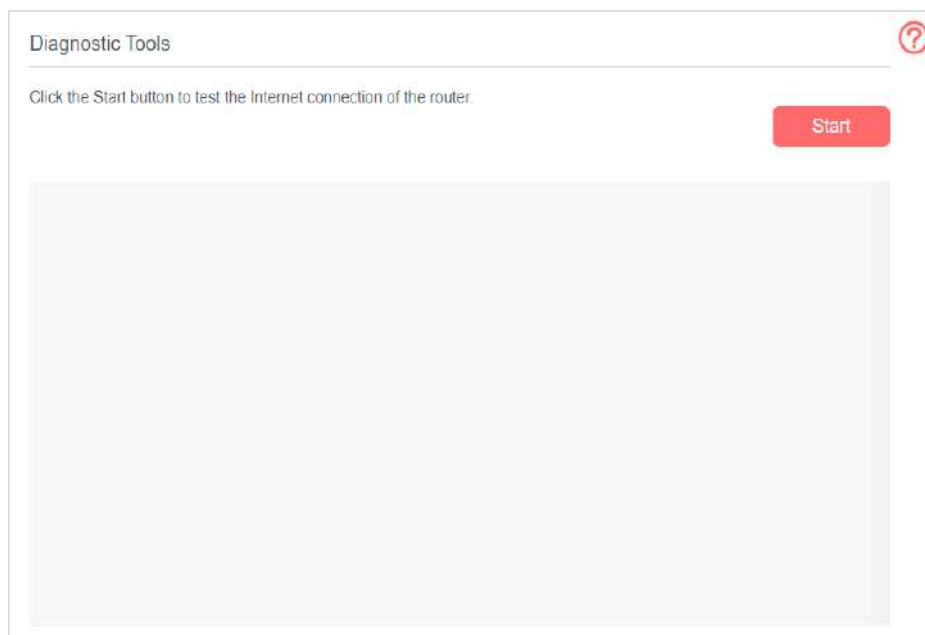 Diagnostic Tools
?
Click the Start button to test the Internet connection of the router.
Start